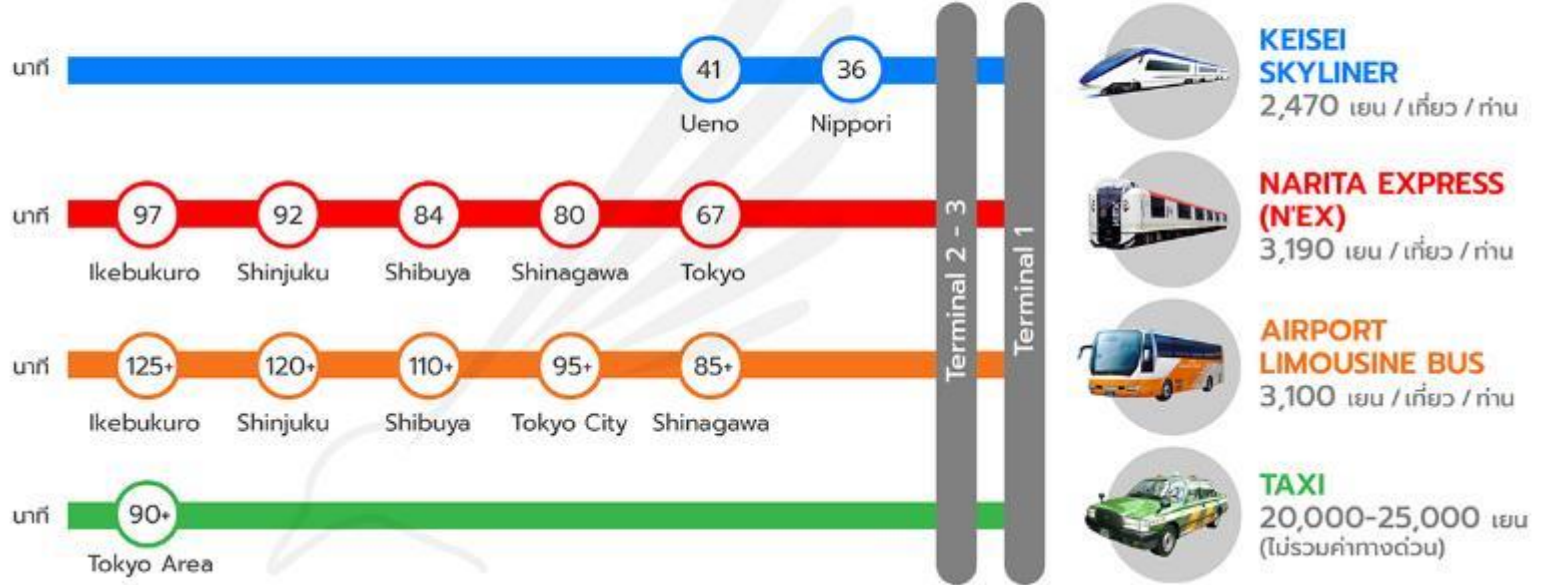 นาที
41
36
Ueno
Nippori
KEISEI
SKYLINER
2,470 เยน / เที่ยว / ท่าน
นาที
97
92
84
80
67
Ikebukuro
Shinjuku
Shibuya
Shinagawa
Tokyo
NARITA EXPRESS
(N'EX)
3,190 เยน / เที่ยว / ท่าน
นาที
125+
120+
110+
95+
85+
Ikebukuro
Shinjuku
Shibuya
Tokyo City
Shinagawa
AIRPORT
LIMOUSINE BUS
3,100 เยน / เที่ยว / ท่าน
นาที
90+
Tokyo Area
TAXI
20,000-25,000 เยน
(ไม่รวมค่าทางด่วน)
Terminal 2 - 3
Terminal 1